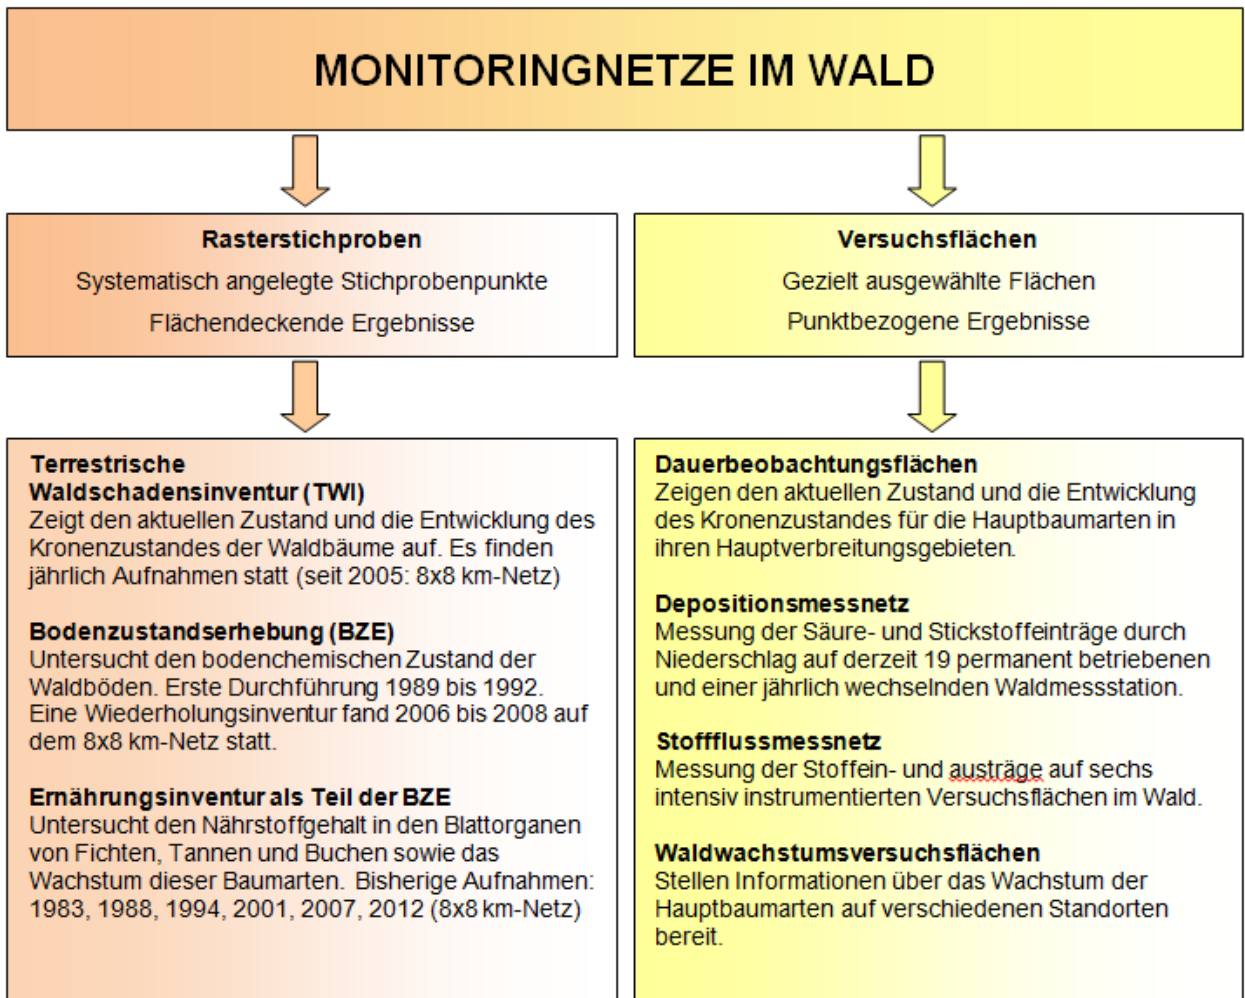 MONITORINGNETZE IM WALD
Rasterstichproben
Systematisch angelegte Stichprobenpunkte
Flächendeckende Ergebnisse
Versuchsflächen
Gezielt ausgewählte Flächen
Punktbezogene Ergebnisse
Terrestrische
Waldschadensinventur (TWI)
Zeigt den aktuellen Zustand und die Entwicklung des
Kronenzustandes der Waldbäume auf. Es finden
jährlich Aufnahmen statt (seit 2005: 8x8 km-Netz)
Bodenzustandserhebung (BZE)
Untersucht den bodenchemischen Zustand der
Waldböden. Erste Durchführung 1989 bis 1992.
Eine Wiederholungsinventur fand 2006 bis 2008 auf
dem 8x8 km-Netz statt.
Ernährungsinventur als Teil der BZE
Untersucht den Nährstoffgehalt in den Blattorganen
von Fichten, Tannen und Buchen sowie das
Wachstum dieser Baumarten. Bisherige Aufnahmen:
1983, 1988, 1994, 2001, 2007, 2012 (8x8 km-Netz)
Dauerbeobachtungsflächen
Zeigen den aktuellen Zustand und die Entwicklung
des Kronenzustandes für die Hauptbaumarten in
ihren Hauptverbreitungsgebieten.
Depositionsmessnetz
Messung der Säure- und Stickstoffeinträge durch
Niederschlag auf derzeit 19 permanent betriebenen
und einer jährlich wechselnden Waldmessstation.
Stoffflussmessnetz
Messung der Stoffein- und austräge auf sechs
intensiv instrumentierten Versuchsflächen im Wald.
Waldwachstumsversuchsflächen
Stellen Informationen über das Wachstum der
Hauptbaumarten auf verschiedenen Standorten
bereit.